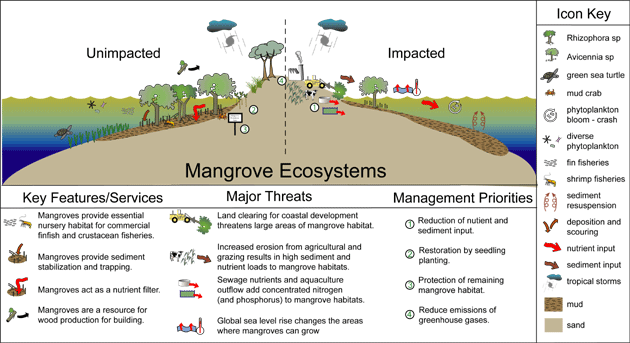 Unimpacted
Impacted
4
1
2
3
Mangrove Ecosystems
Key Features/Services
Mangroves provide essential
nursery habitat for commercial
finfish and crustacean fisheries.
Mangroves provide sediment
stabilization and trapping.
Mangroves act as a nutrient filter.
Mangroves are a resource for
wood production for building.
Major Threats
Land clearing for coastal development
threatens large areas of mangrove habitat.
Increased erosion from agricultural and
grazing results in high sediment and
nutrient loads to mangrove habitats.
Sewage nutrients and aquaculture
outflow add concentrated nitrogen
(and phosphorus) to mangrove habitats.
Global sea level rise changes the areas
where mangroves can grow
Management Priorities
1 Reduction of nutient and
sediment input.
2 Restoration by seedling
planting.
3 Protection of remaining
mangrove habitat.
4 Reduce emissions of
greenhouse gases.
Icon Key
Rhizophora sp
Avicennia sp
green sea turtle
mud crab
phytoplankton
bloom - crash
diverse
phytoplankton
fin fisheries
shrimp fisheries
sediment
resuspension
deposition and
scouring
nutrient input
sediment input
tropical storms
mud
sand